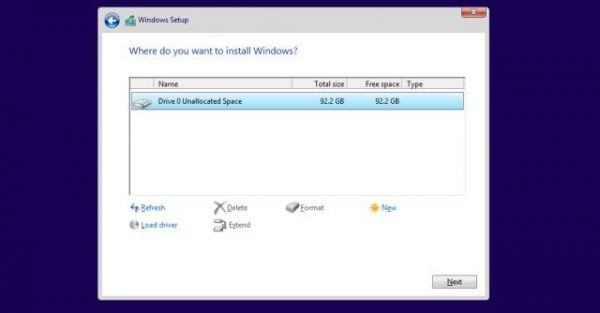 Windows Setup
Where do you want to install Windows?
Name Total size Free space Type
Drive 0 Unallocated Space 92.2 GB 92.2 GB
Refresh Delete Format New
Load driver Extend
Next